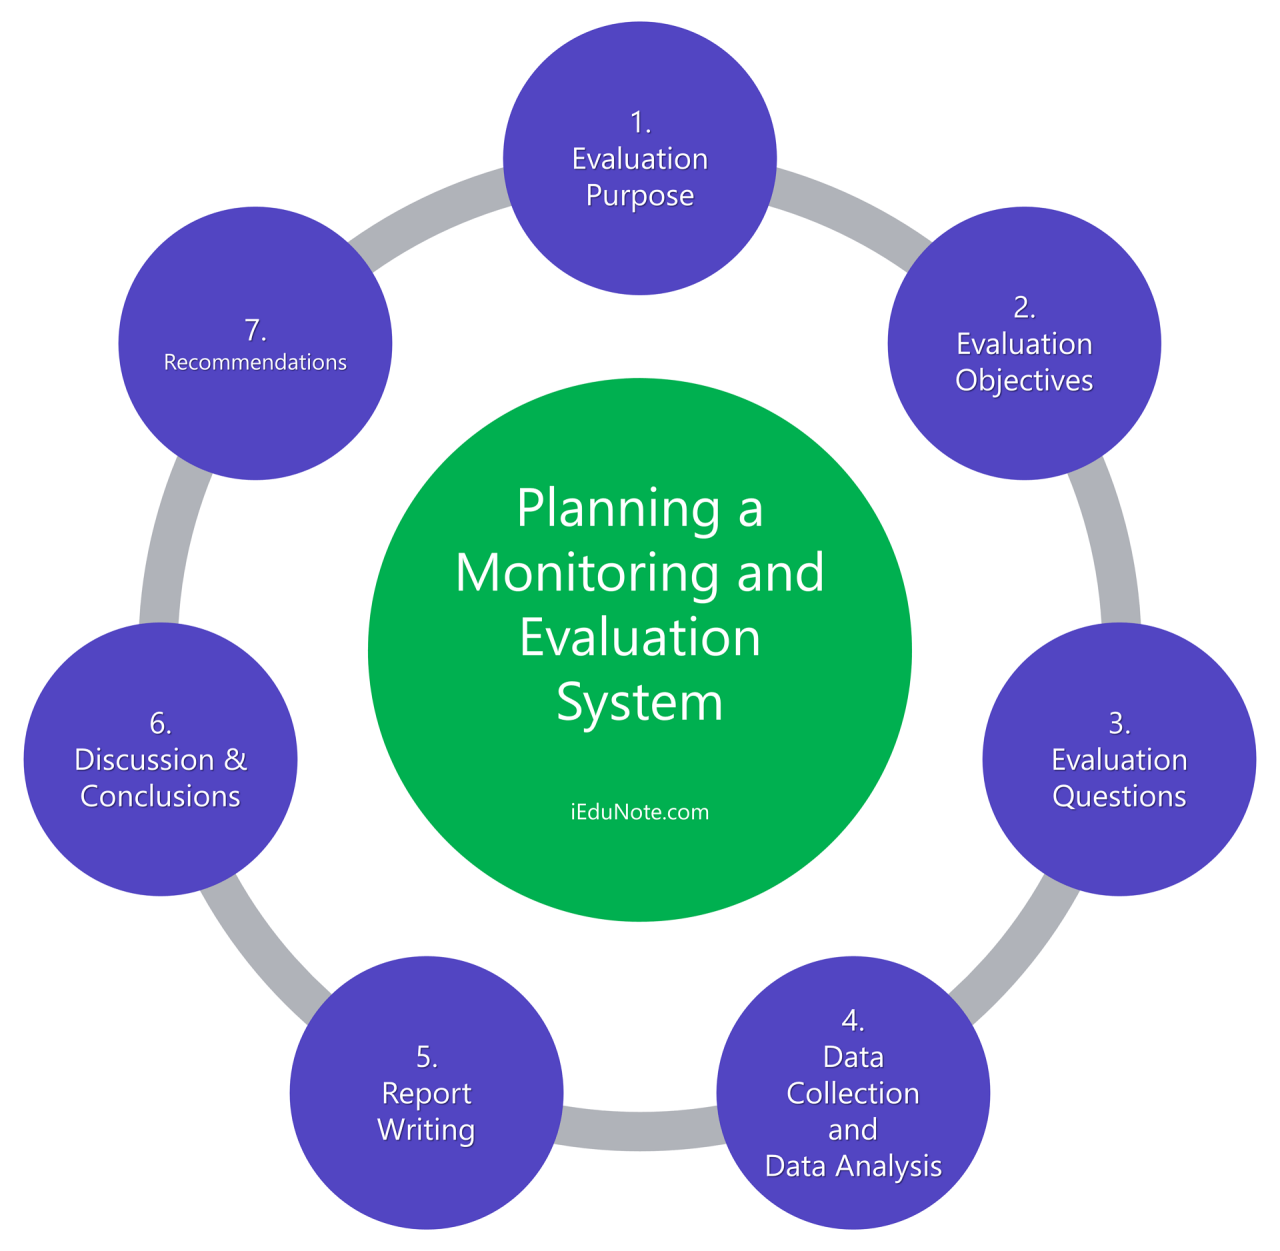 1.
Evaluation
Purpose
2.
Evaluation
Objectives
3.
Evaluation
Questions
4.
Data
Collection
and
Data Analysis
5.
Report
Writing
6.
Discussion &
Conclusions
7.
Recommendations
Planning a
Monitoring and
Evaluation
System
iEduNote.com